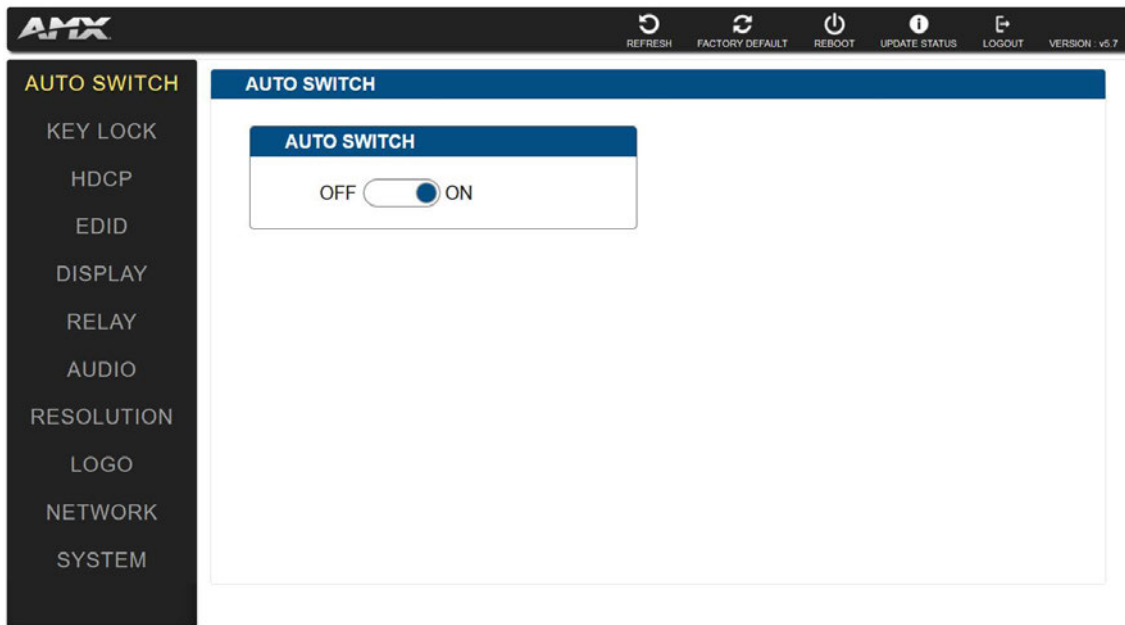 AMX
REFRESH
FACTORY DEFAULT
REBOOT
UPDATE STATUS
LOGOUT
VERSION : v5.7
AUTO SWITCH
KEY LOCK
HDCP
EDID
DISPLAY
RELAY
AUDIO
RESOLUTION
LOGO
NETWORK
SYSTEM
AUTO SWITCH
AUTO SWITCH
OFF ON